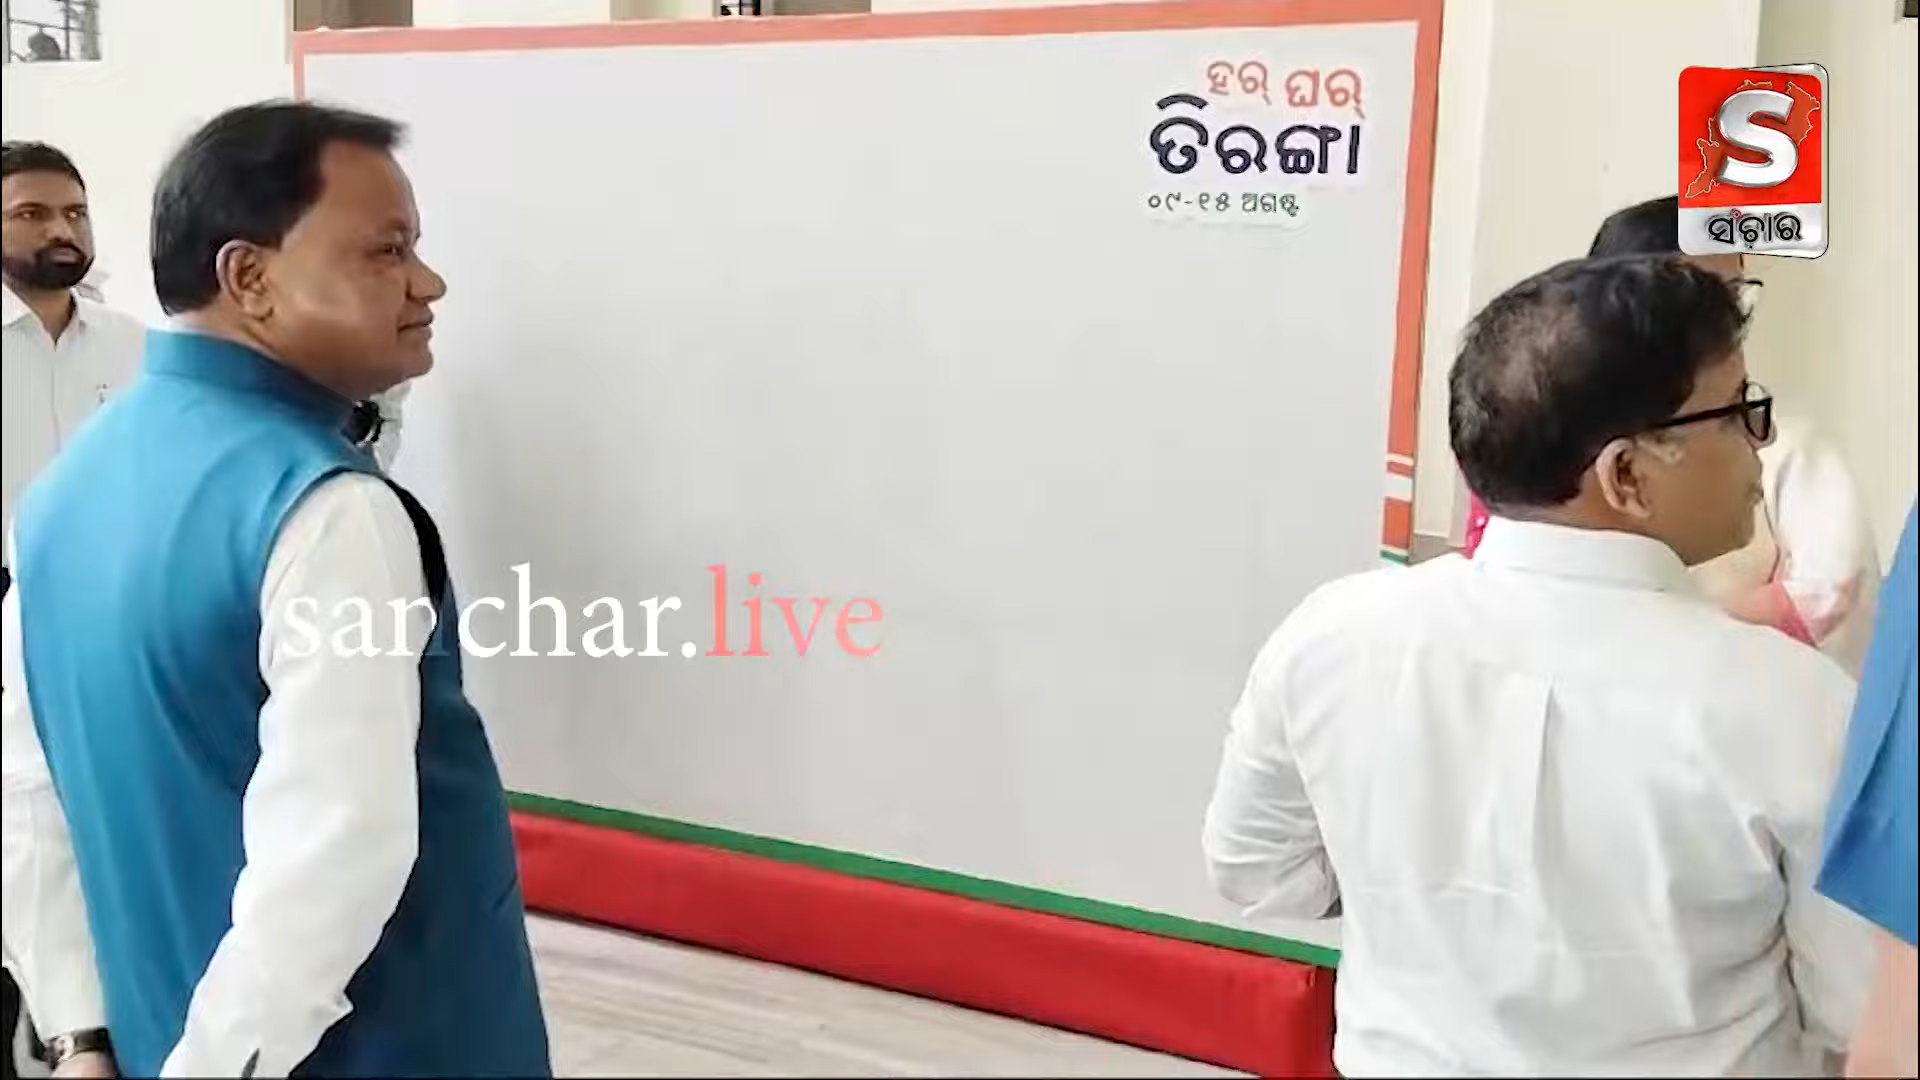 ହର୍ ଘର୍
ତିରଙ୍ଗା
୦୯-୧୫ ଅଗଷ୍ଟ
S
ସଂଚାର
sanchar.live